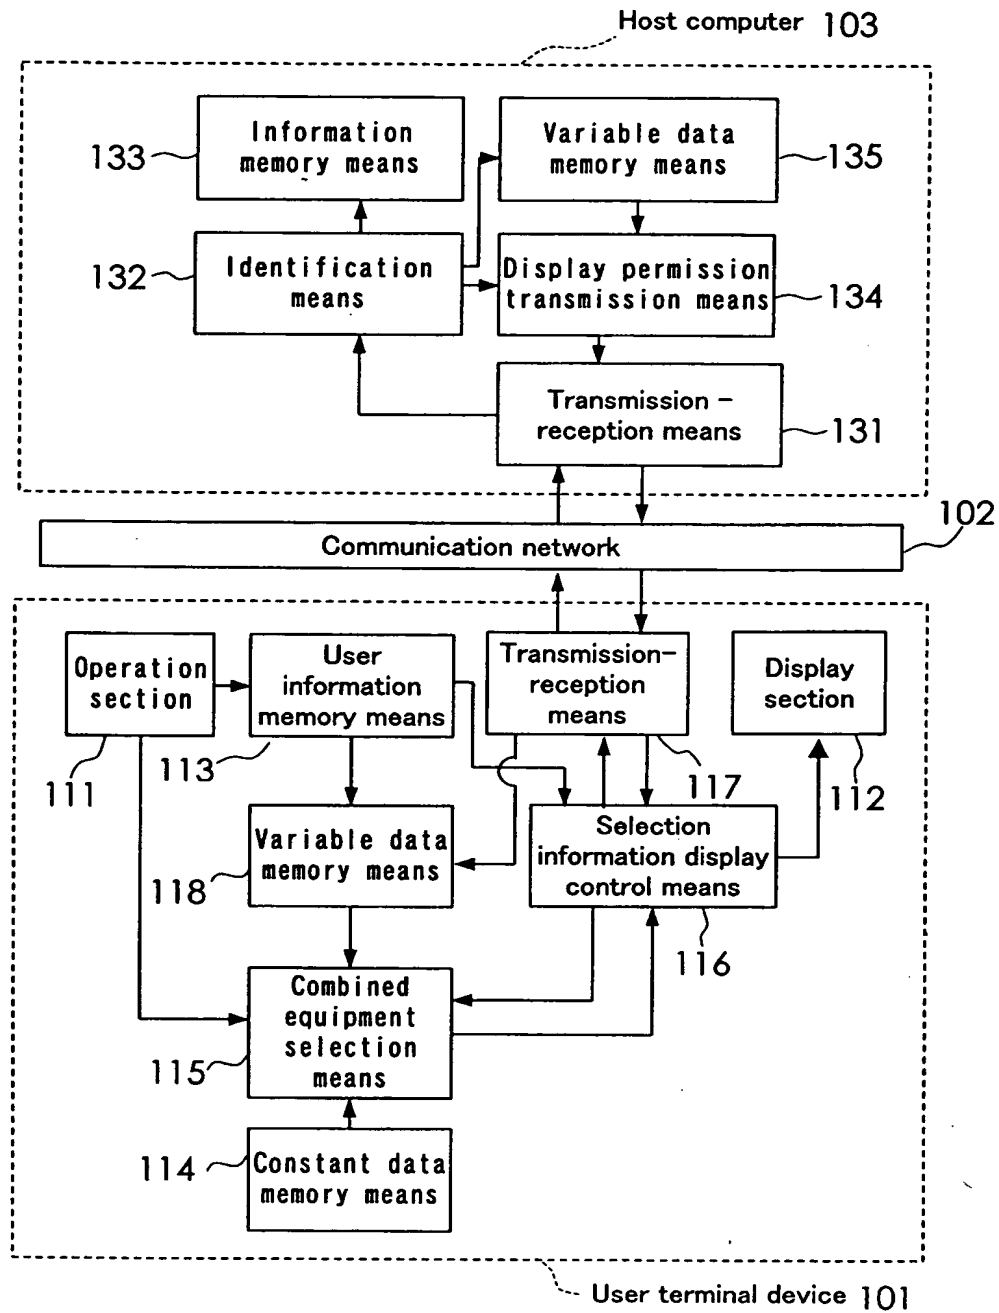 Host computer 103
Information
memory means
133
Variable data
memory means
135
Identification
means
132
Display permission
transmission means
134
Transmission-
reception means
131
102
Communication network
Operation
section
111
User
information
memory means
113
Transmission-
reception
means
117
Display
section
112
Variable data
memory means
118
Selection
information display
control means
116
Combined
equipment
selection
means
115
Constant data
memory means
114
User terminal device 101